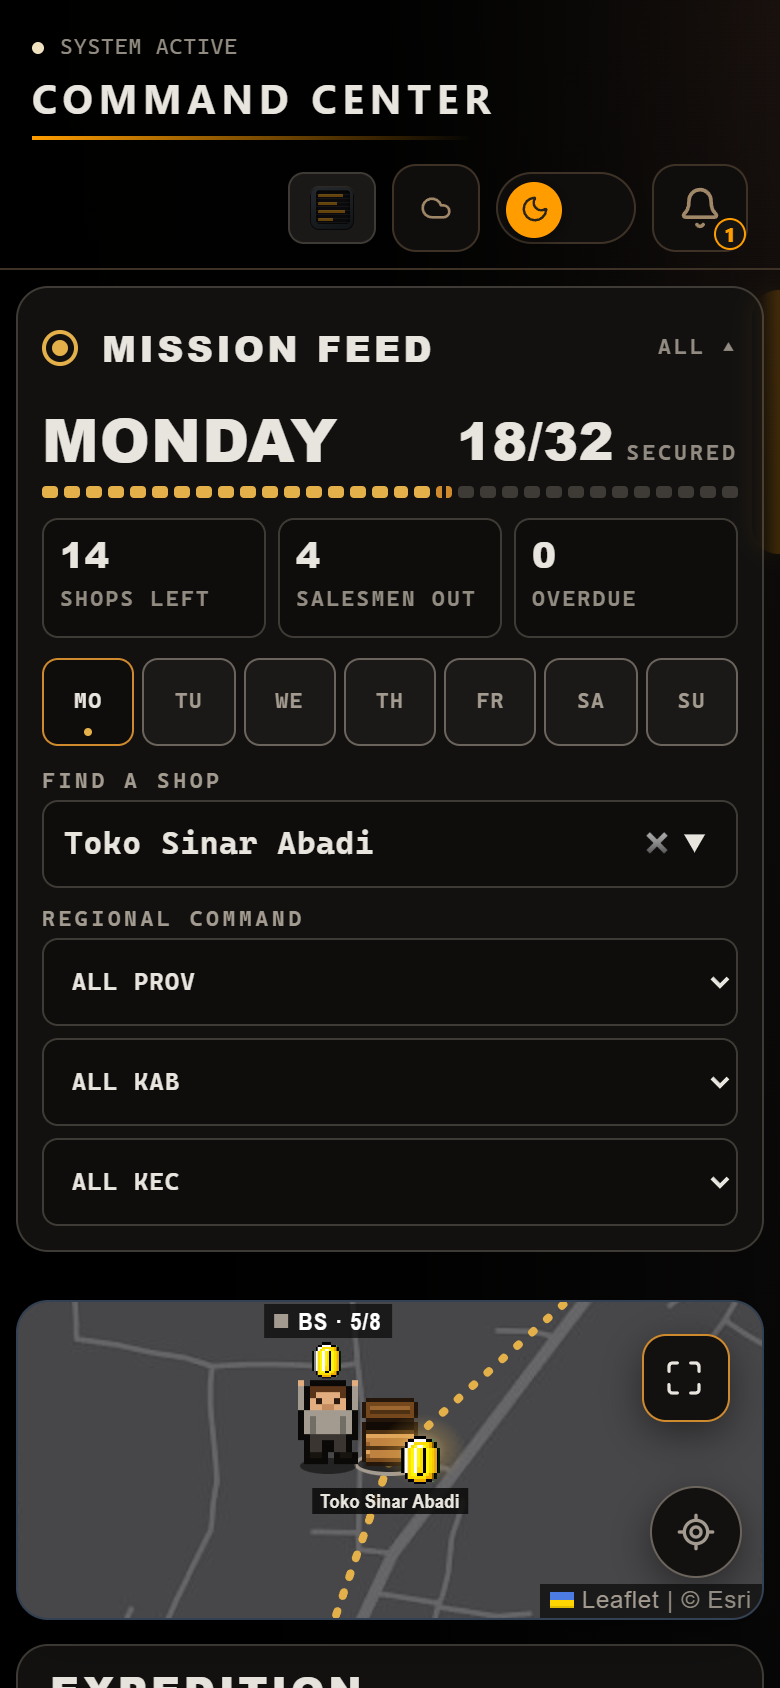 SYSTEM ACTIVE
COMMAND CENTER
1
MISSION FEED
ALL ▲
MONDAY
18/32 SECURED
14
SHOPS LEFT
4
SALESMEN OUT
0
OVERDUE
MO
TU
WE
TH
FR
SA
SU
FIND A SHOP
Toko Sinar Abadi
REGIONAL COMMAND
ALL PROV
ALL KAB
ALL KEC
BS · 5/8
Toko Sinar Abadi
Leaflet | © Esri
EXPEDITION